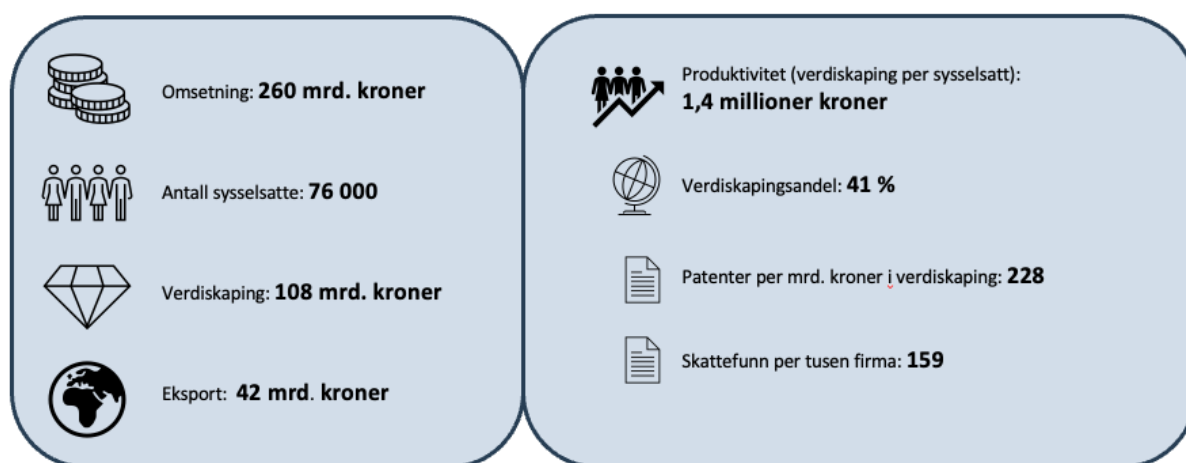 Omsetning: 260 mrd. kroner
Antall sysselsatte: 76 000
Verdiskaping: 108 mrd. kroner
Eksport: 42 mrd. kroner
Produktivitet (verdiskaping per sysselsatt):
1,4 millioner kroner
Verdiskapingsandel: 41 %
Patenter per mrd. kroner i verdiskaping: 228
Skattefunn per tusen firma: 159